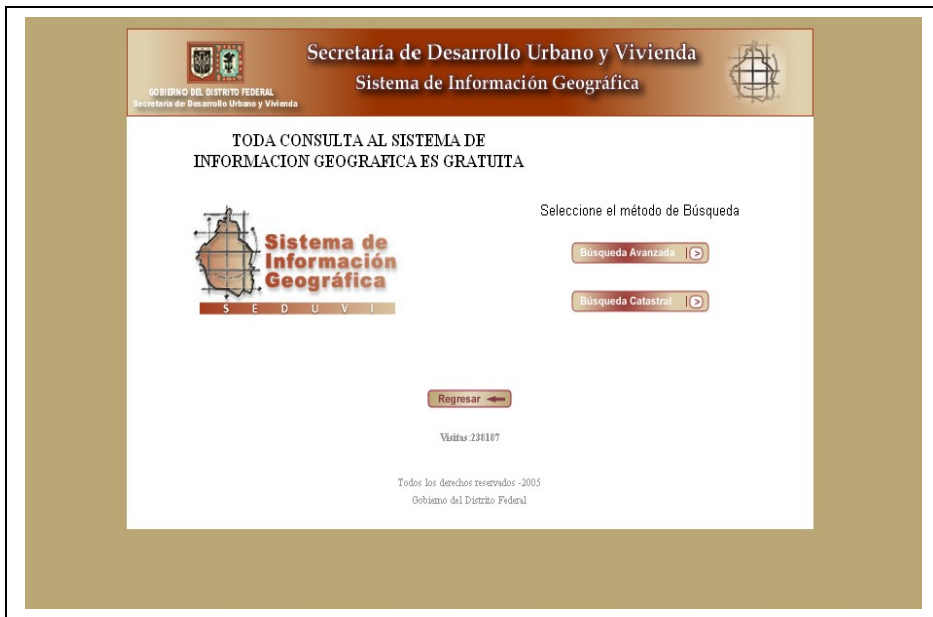 GOBIERNO DEL DISTRITO FEDERAL
Secretaría de Desarrollo Urbano y Vivienda
Secretaría de Desarrollo Urbano y Vivienda
Sistema de Información Geográfica
TODA CONSULTA AL SISTEMA DE
INFORMACION GEOGRAFICA ES GRATUITA
Sistema de
Información
Geográfica
S E D U V I
Seleccione el método de Búsqueda
Búsqueda Avanzada
Búsqueda Catastral
Regresar
Visitas:238187
Todos los derechos reservados -2005
Gobierno del Distrito Federal